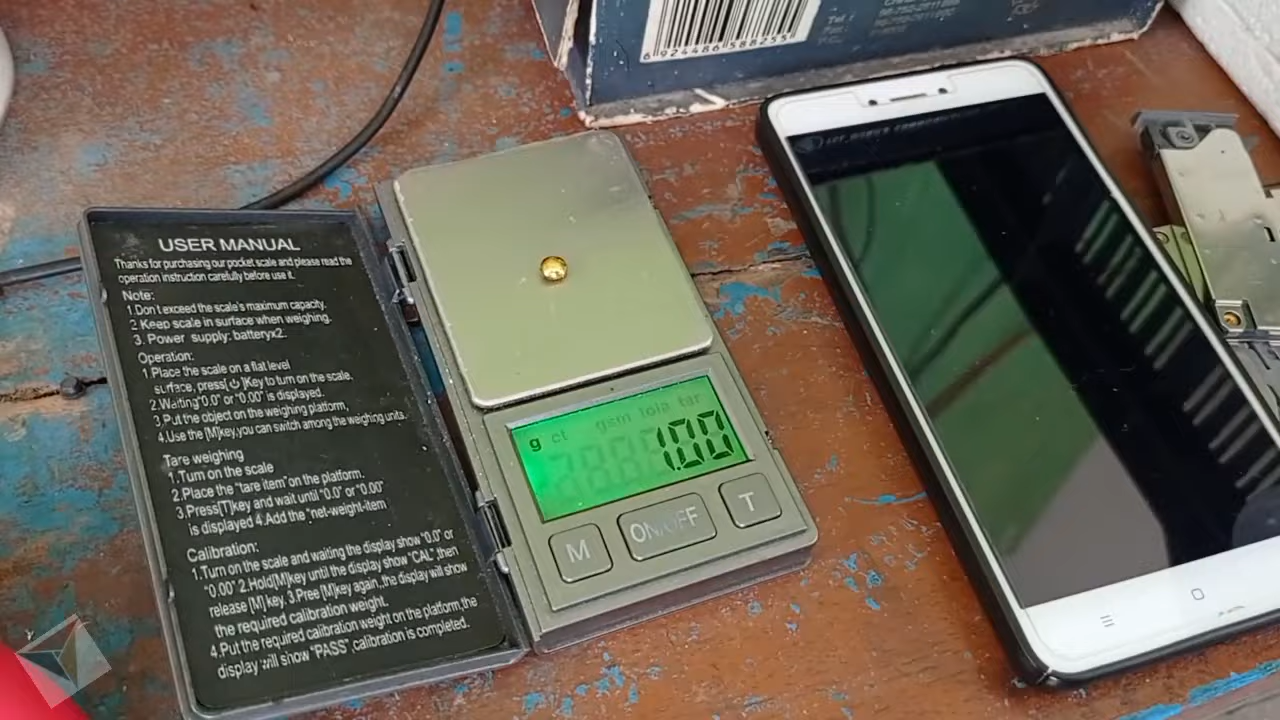 6924486588255
Tel:
USER MANUAL
Thanks for purchasing our pocket scale and please read the
operation instruction carefully before use it.
Note:
1.Don't exceed the scale's maximum capacity.
2 Keep scale in surface when weighing.
3. Power supply: batteryx2.
Operation:
1.Place the scale on a flat level
surface, press[⏻]Key to turn on the scale.
2.Waiting"0.0" or "0.00" is displayed.
3.Put the object on the weighing platform,
4.Use the [M]key,you can switch among the weighing units.
Tare weighing
1.Turn on the scale
2.Place the "tare item" on the platform.
3.Press[T]key and wait until "0.0" or "0.00"
is displayed 4.Add the "net-weight-item
Calibration:
1.Turn on the scale and waiting the display show "0.0" or
"0.00" 2.Hold[M]key until the display show "CAL",then
release [M] key, 3.Pree [M]key again.,the display will show
the required calibration weight.
4.Put the required calibration weight on the platform,the
display will show "PASS",calibration is completed.
g ct gsm tola tar
1.00
M ON/OFF T